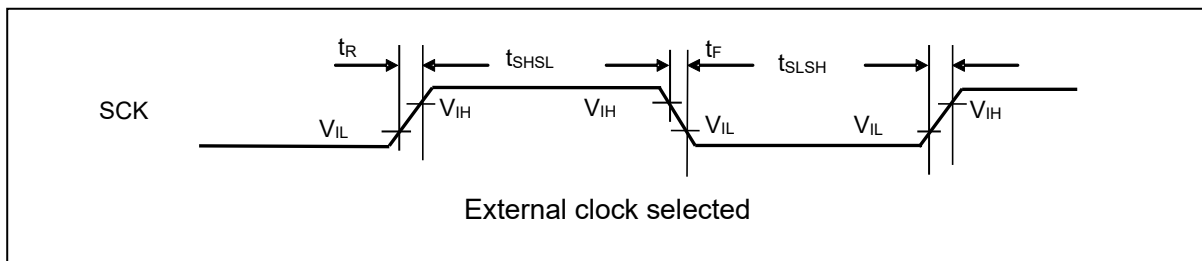 tR tSHSL tF tSLSH
SCK VIL VIH VIH VIL VIL VIH
External clock selected